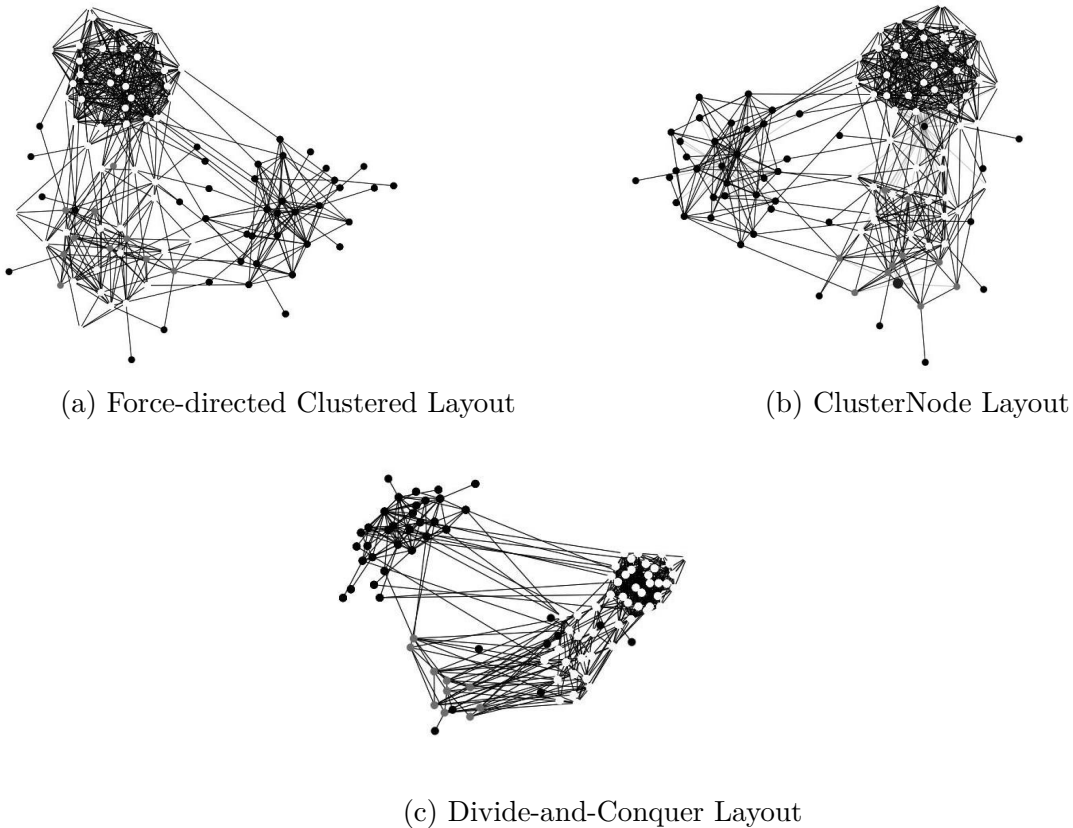 (a) Force-directed Clustered Layout
(b) ClusterNode Layout
(c) Divide-and-Conquer Layout